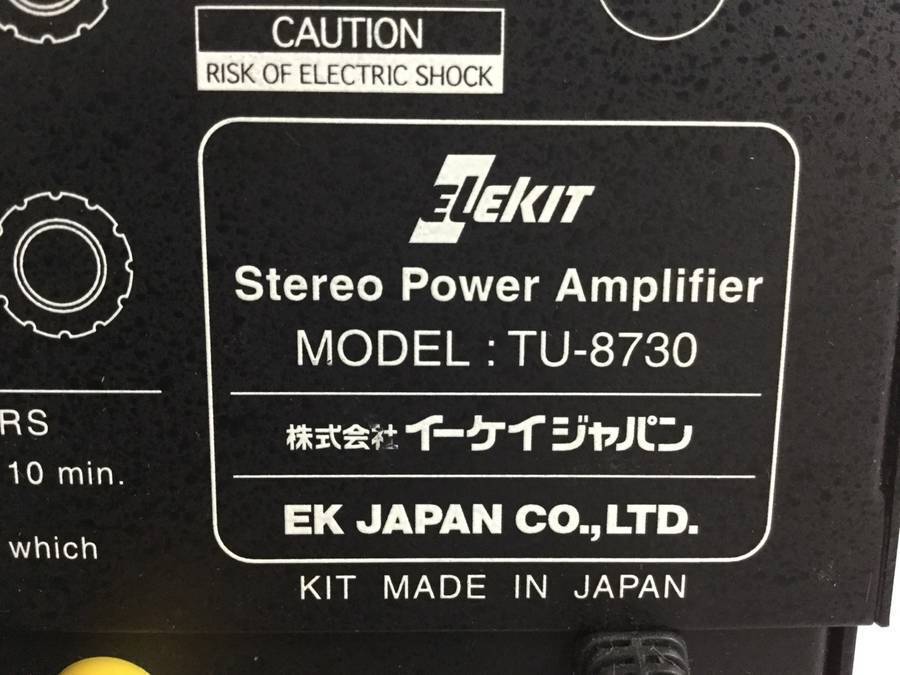 CAUTION
RISK OF ELECTRIC SHOCK
ELEKIT
Stereo Power Amplifier
MODEL : TU-8730
RS
10 min.
株式会社イーケイジャパン
which
EK JAPAN CO.,LTD.
KIT MADE IN JAPAN